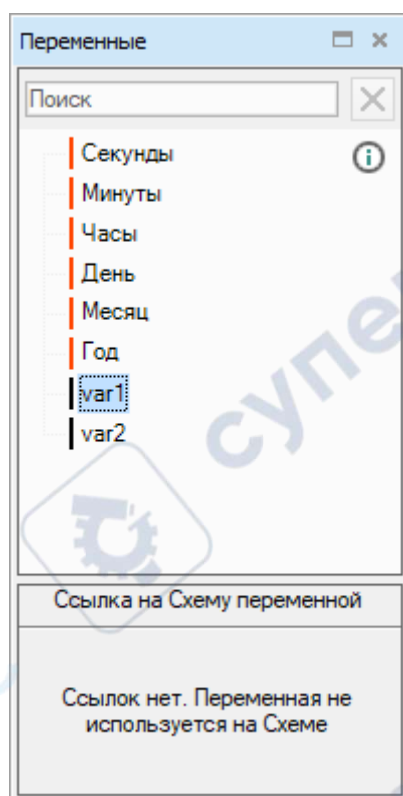 Переменные
Поиск
Секунды
Минуты
Часы
День
Месяц
Год
var1
var2
Ссылка на Схему переменной
Ссылок нет. Переменная не
используется на Схеме